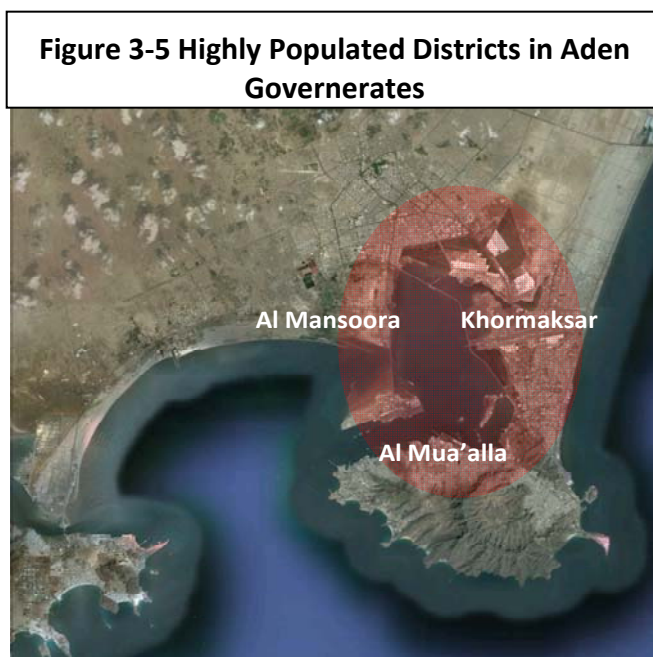 Figure 3-5 Highly Populated Districts in Aden
Governerates
Al Mansoora
Khormaksar
Al Mua’alla